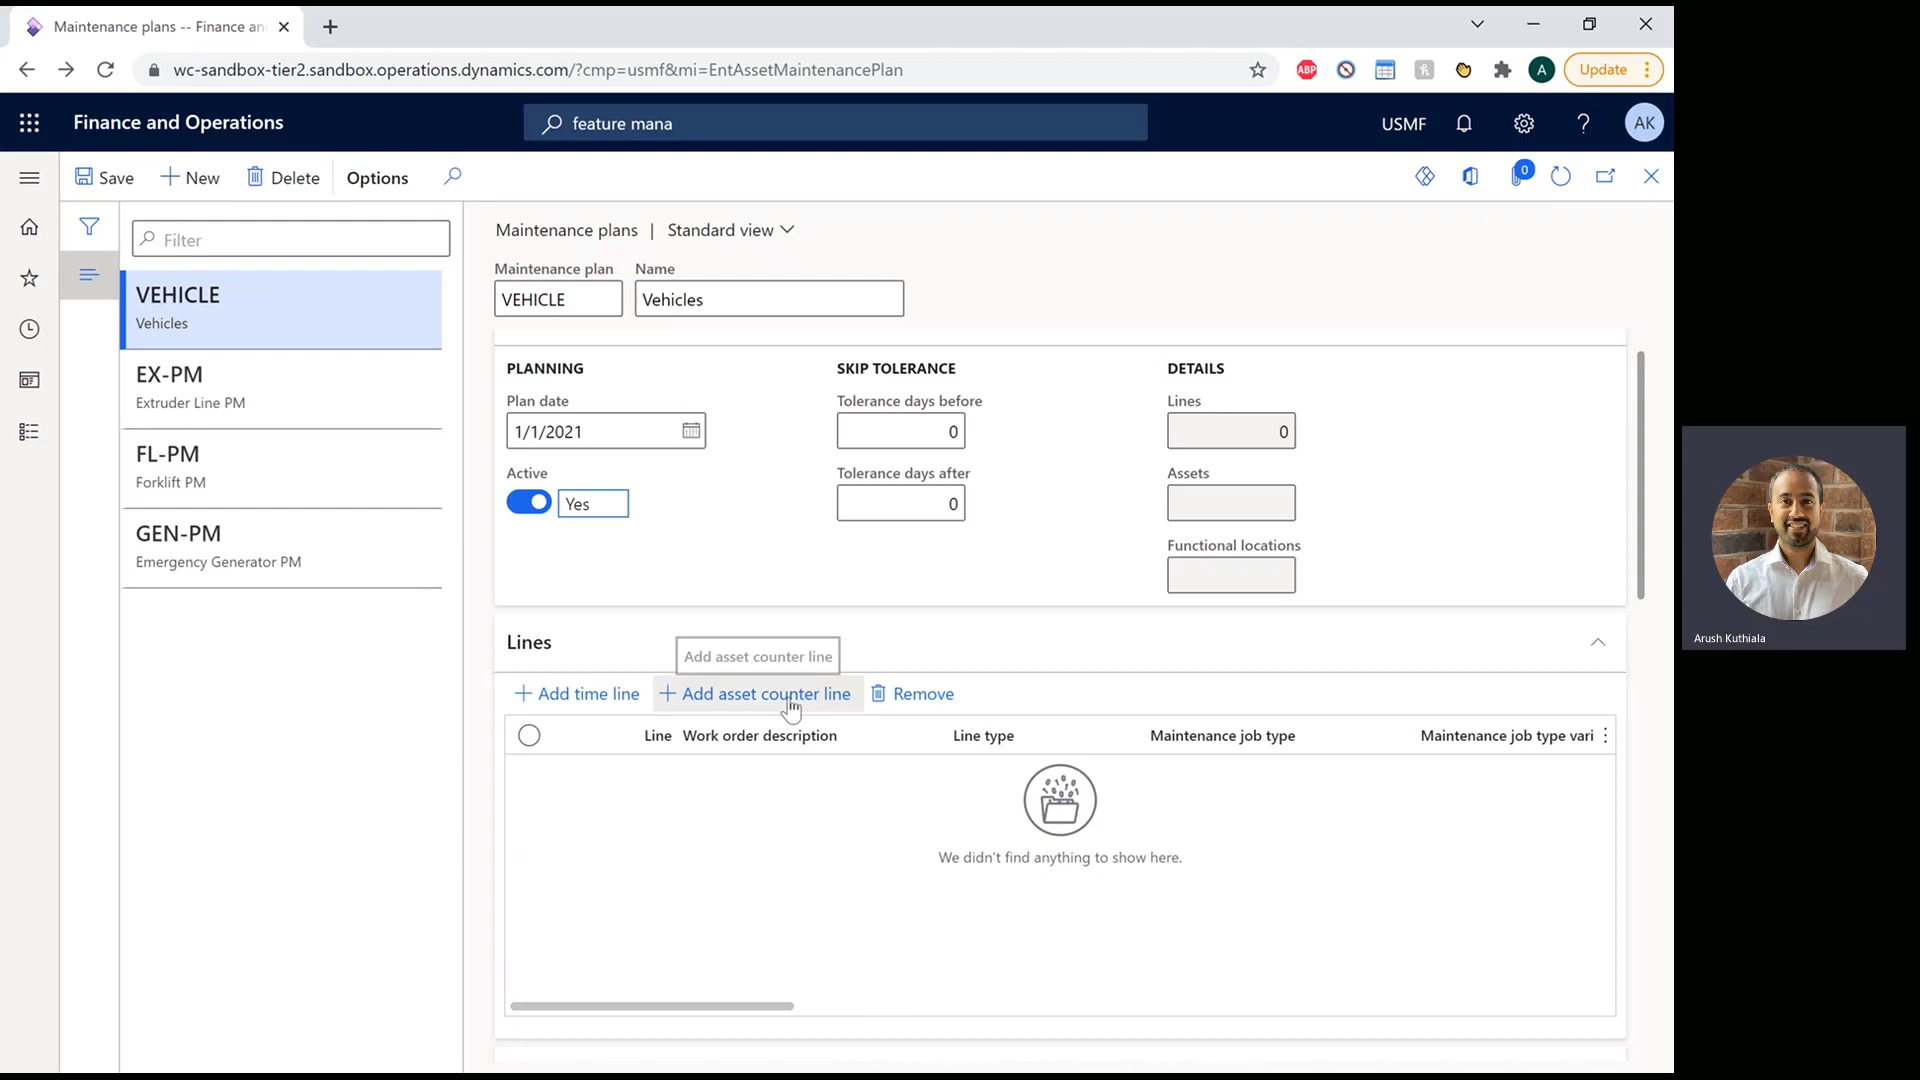 Maintenance plans -- Finance an
wc-sandbox-tier2.sandbox.operations.dynamics.com/?cmp=usmf&mi=EntAssetMaintenancePlan
ABP
A
Update
Finance and Operations
feature mana
USMF
?
AK
Save
New
Delete
Options
0
Filter
VEHICLE
Vehicles
EX-PM
Extruder Line PM
FL-PM
Forklift PM
GEN-PM
Emergency Generator PM
Maintenance plans | Standard view
Maintenance plan Name
VEHICLE Vehicles
PLANNING SKIP TOLERANCE DETAILS
Plan date Tolerance days before Lines
1/1/2021 0 0
Active Tolerance days after Assets
Yes 0
Functional locations
Lines
Add asset counter line
+ Add time line + Add asset counter line Remove
Line Work order description Line type Maintenance job type Maintenance job type vari
We didn't find anything to show here.
Arush Kuthiala